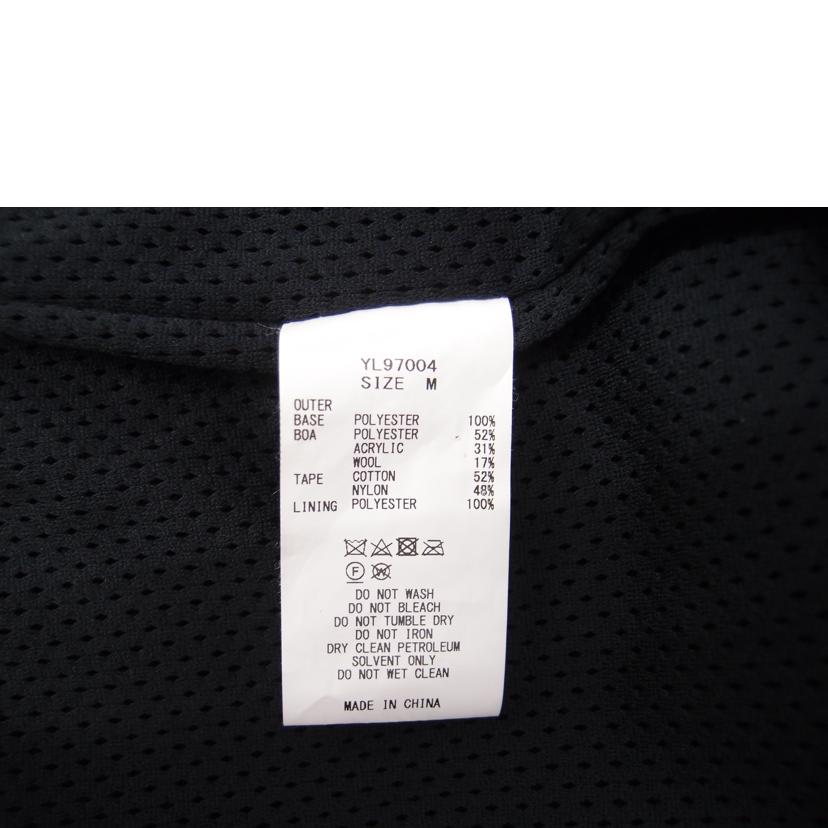 YL97004
SIZE M
OUTER
BASE POLYESTER 100%
BOA POLYESTER 52%
ACRYLIC 31%
WOOL 17%
TAPE COTTON 52%
NYLON 48%
LINING POLYESTER 100%
F W
DO NOT WASH
DO NOT BLEACH
DO NOT TUMBLE DRY
DO NOT IRON
DRY CLEAN PETROLEUM
SOLVENT ONLY
DO NOT WET CLEAN
MADE IN CHINA